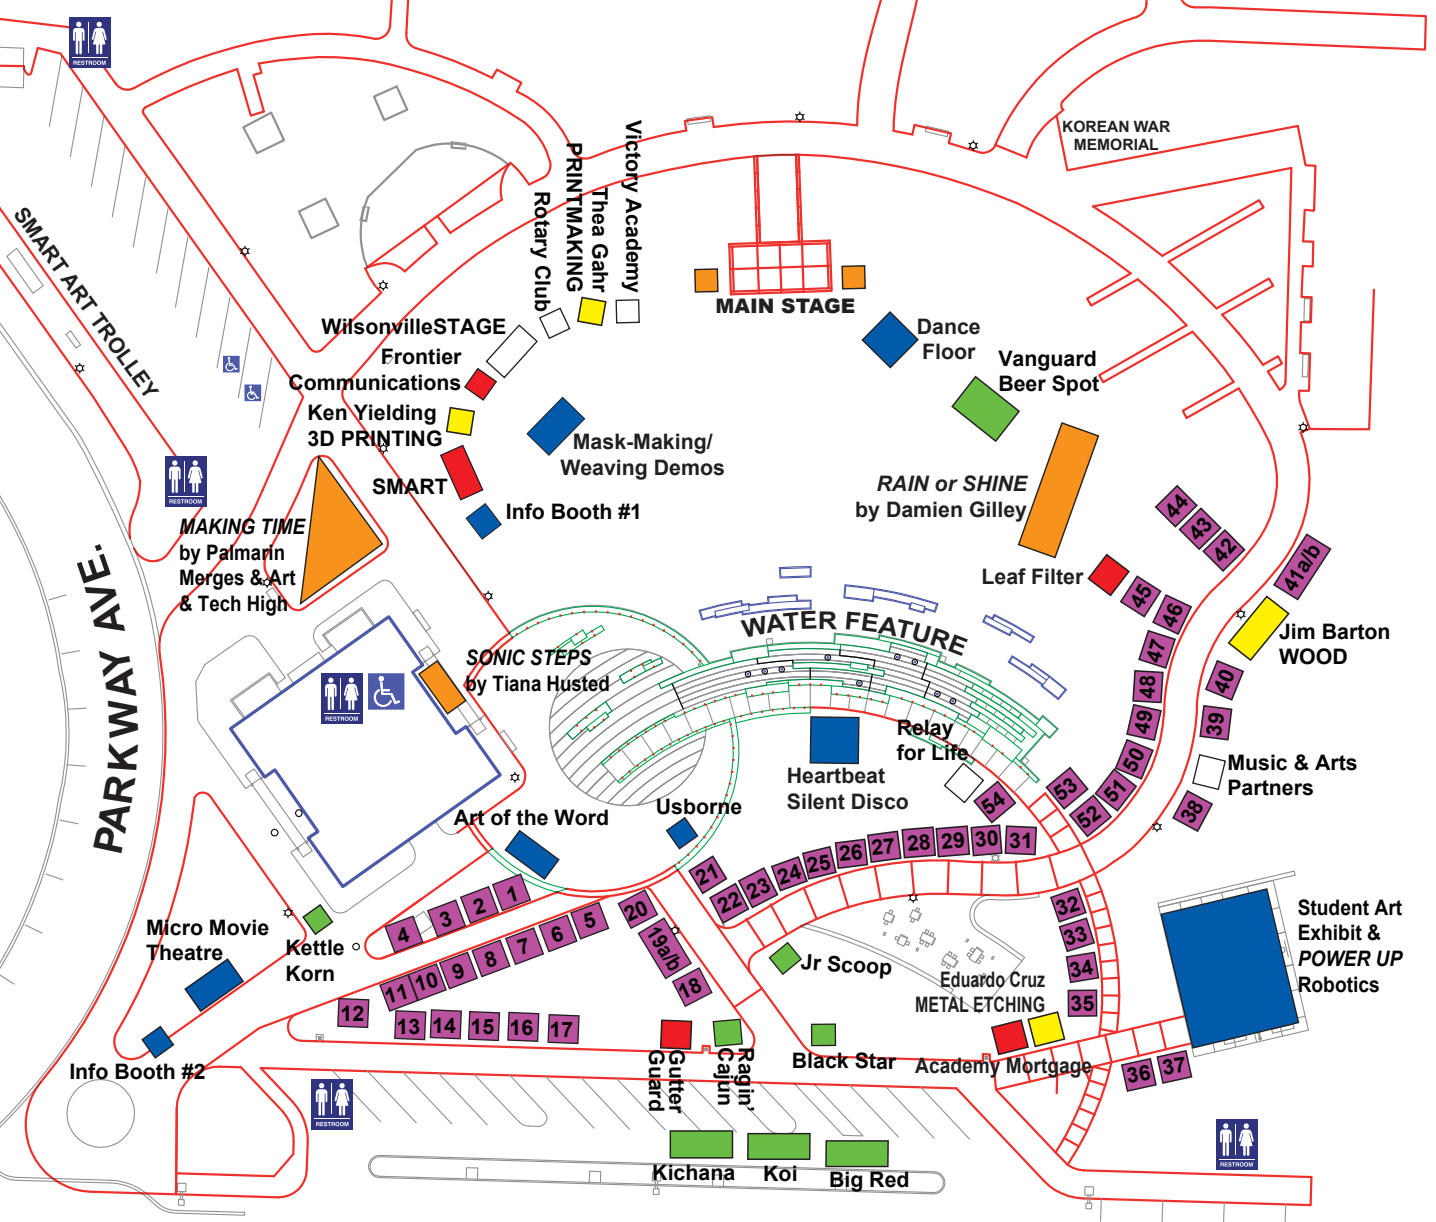 RESTROOM
KOREAN WAR
MEMORIAL
SMART ART TROLLEY
Victory Academy
Thea Gahr
PRINTMAKING
Rotary Club
WilsonvilleSTAGE
Frontier
Communications
Ken Yielding
3D PRINTING
SMART
Info Booth #1
Mask-Making/
Weaving Demos
MAIN STAGE
Dance
Floor
Vanguard
Beer Spot
RAIN or SHINE
by Damien Gilley
Leaf Filter
RESTROOM
MAKING TIME
by Palmarin
Merges & Art
& Tech High
PARKWAY AVE.
RESTROOM
SONIC STEPS
by Tiana Husted
WATER FEATURE
44
43
42
41a/b
45
46
47
48
49
50
51
52
53
54
Jim Barton
WOOD
40
39
Music & Arts
Partners
38
Relay
for Life
Heartbeat
Silent Disco
Usborne
Art of the Word
1
2
3
4
5
6
7
8
9
10
11
12
13
14
15
16
17
18
19a/b
20
21
22
23
24
25
26
27
28
29
30
31
32
33
34
35
36
37
Kettle
Korn
Micro Movie
Theatre
Info Booth #2
Jr Scoop
Eduardo Cruz
METAL ETCHING
Academy Mortgage
Black Star
Ragin'
Cajun
Gutter
Guard
Student Art
Exhibit &
POWER UP
Robotics
RESTROOM
Kichana
Koi
Big Red
RESTROOM